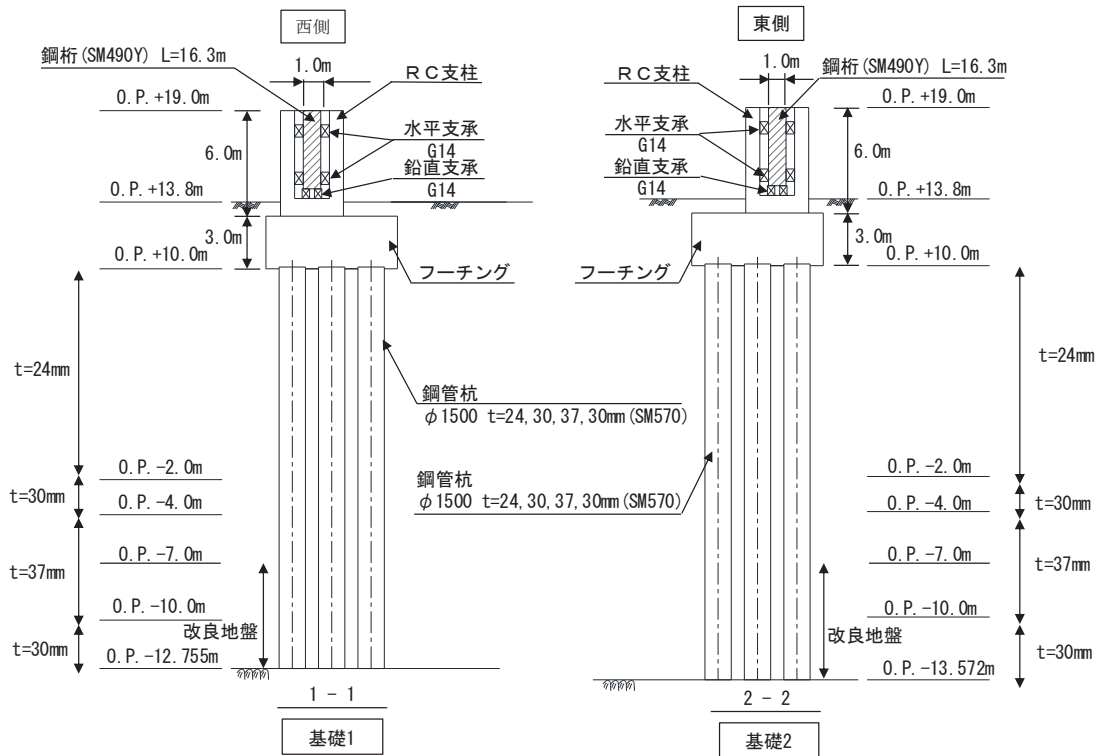 西側
鋼桁(SM490Y) L=16.3m
1.0m
RC支柱
O.P.+19.0m
水平支承
G14
6.0m
鉛直支承
G14
O.P.+13.8m
3.0m
O.P.+10.0m
フーチング
t=24mm
鋼管杭
φ1500 t=24,30,37,30mm(SM570)
O.P.-2.0m
t=30mm
O.P.-4.0m
O.P.-7.0m
t=37mm
O.P.-10.0m
改良地盤
t=30mm
O.P.-12.755m
1-1
基礎1
東側
鋼桁(SM490Y) L=16.3m
1.0m
RC支柱
O.P.+19.0m
水平支承
G14
6.0m
鉛直支承
G14
O.P.+13.8m
3.0m
O.P.+10.0m
フーチング
t=24mm
鋼管杭
φ1500 t=24,30,37,30mm(SM570)
O.P.-2.0m
O.P.-4.0m
t=30mm
O.P.-7.0m
t=37mm
O.P.-10.0m
改良地盤
t=30mm
O.P.-13.572m
2-2
基礎2